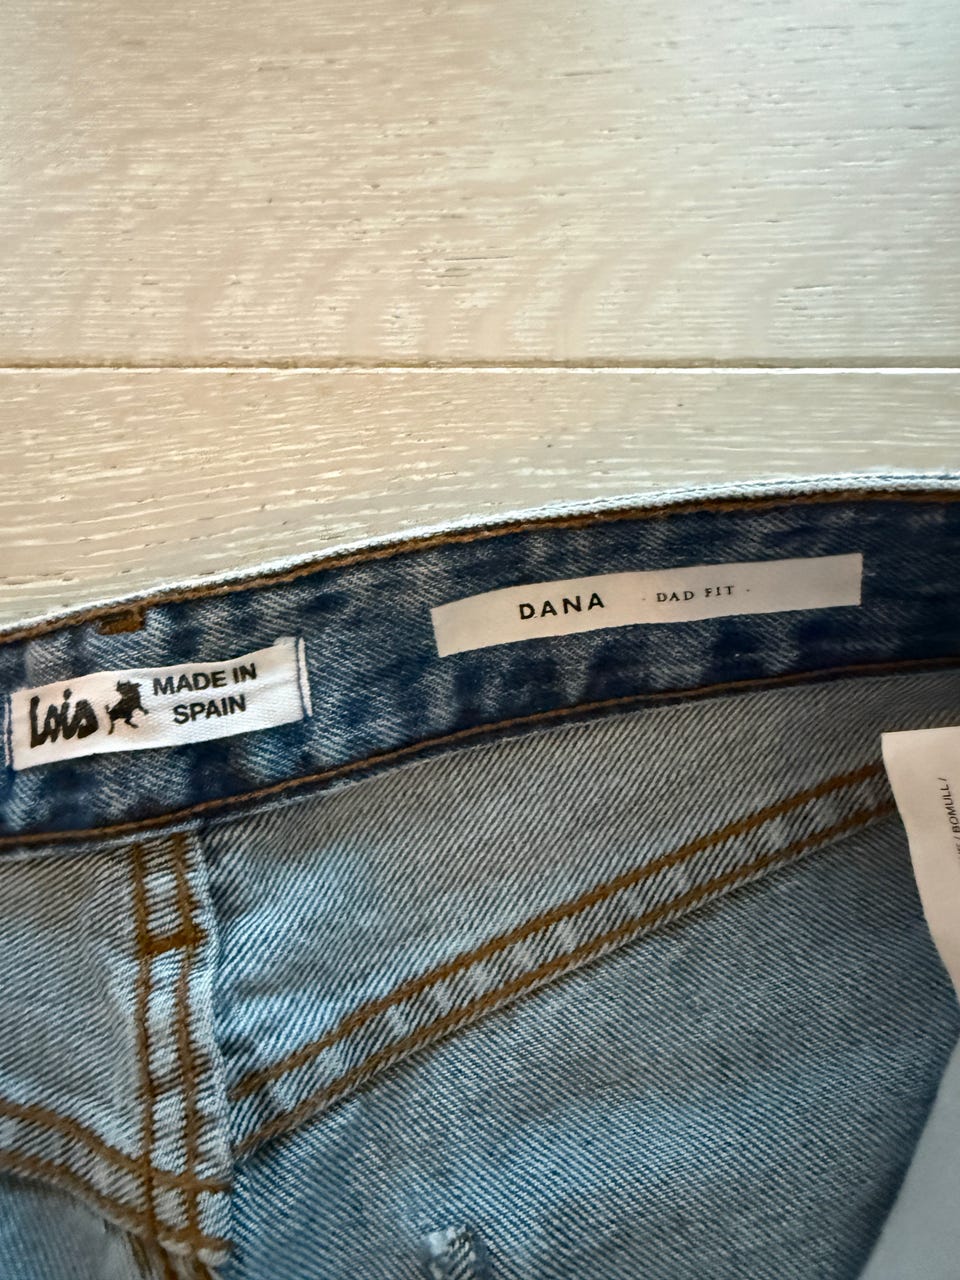 Lois MADE IN
SPAIN
DANA · DAD FIT ·
/ BOMULL /